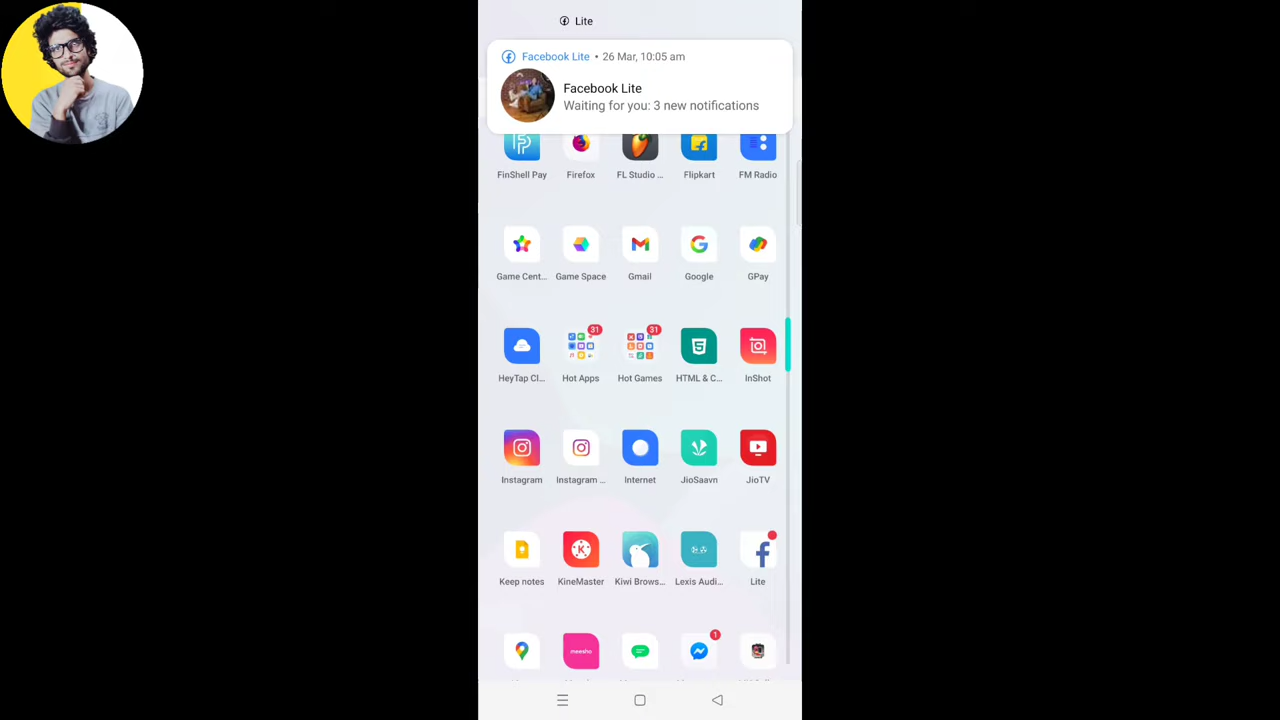 Lite
Facebook Lite • 26 Mar, 10:05 am
Facebook Lite
Waiting for you: 3 new notifications
FinShell Pay Firefox FL Studio ... Flipkart FM Radio
Game Cent... Game Space Gmail Google GPay
31 31
HeyTap Cl... Hot Apps Hot Games HTML & C... InShot
Instagram Instagram ... Internet JioSaavn JioTV
Keep notes KineMaster Kiwi Brows... Lexis Audi... Lite
1
meesho